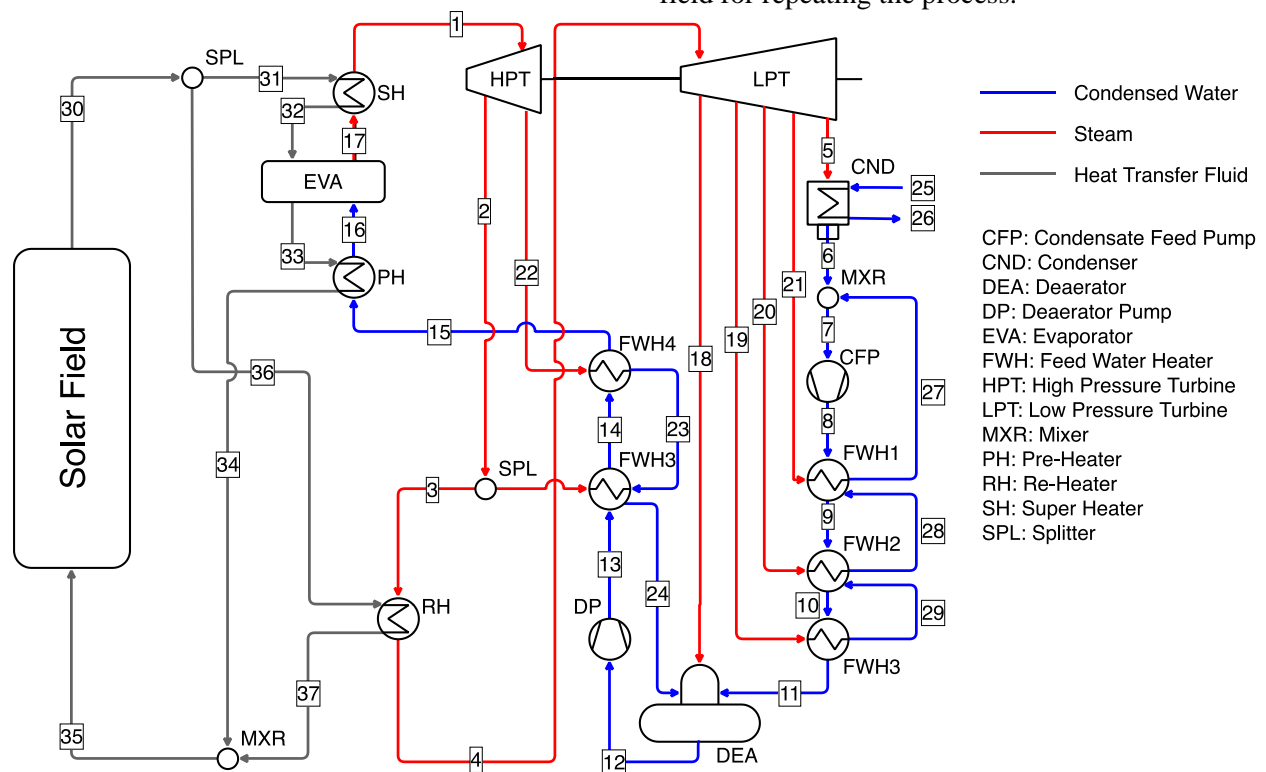 field for repeating the process.
1
SPL
30
31
SH
32
17
EVA
16
33
PH
HPT
LPT
2
22
15
FWH4
14
23
FWH3
SPL
3
13
24
DP
RH
36
34
37
35
MXR
4
12
DEA
Solar Field
5
CND
25
26
6
MXR
7
CFP
8
27
FWH1
9
28
FWH2
10
29
FWH3
11
18
19
20
21
Condensed Water
Steam
Heat Transfer Fluid
CFP: Condensate Feed Pump
CND: Condenser
DEA: Deaerator
DP: Deaerator Pump
EVA: Evaporator
FWH: Feed Water Heater
HPT: High Pressure Turbine
LPT: Low Pressure Turbine
MXR: Mixer
PH: Pre-Heater
RH: Re-Heater
SH: Super Heater
SPL: Splitter